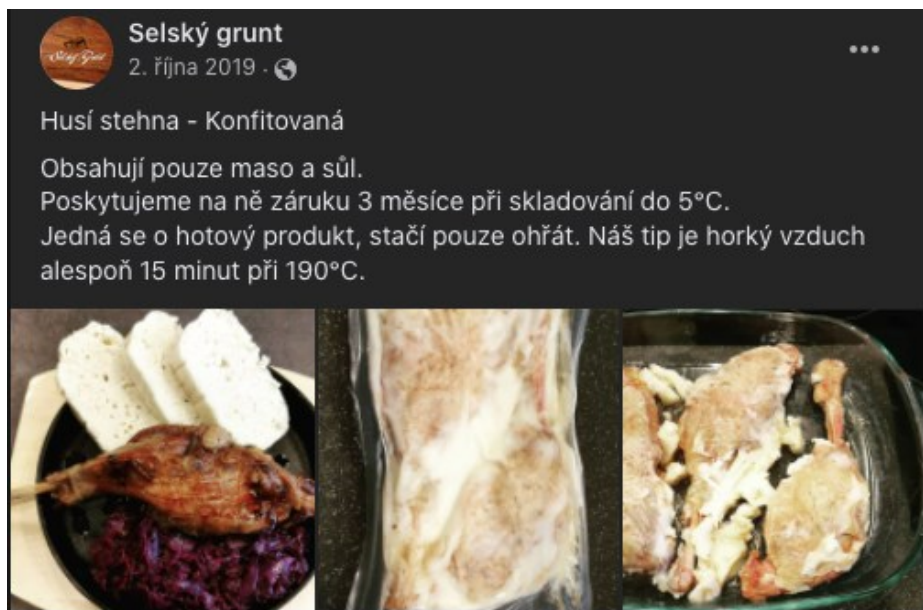 Selský grunt
2. října 2019 ·
Husí stehna - Konfitovaná
Obsahují pouze maso a sůl.
Poskytujeme na ně záruku 3 měsíce při skladování do 5°C.
Jedná se o hotový produkt, stačí pouze ohřát. Náš tip je horký vzduch
alespoň 15 minut při 190°C.